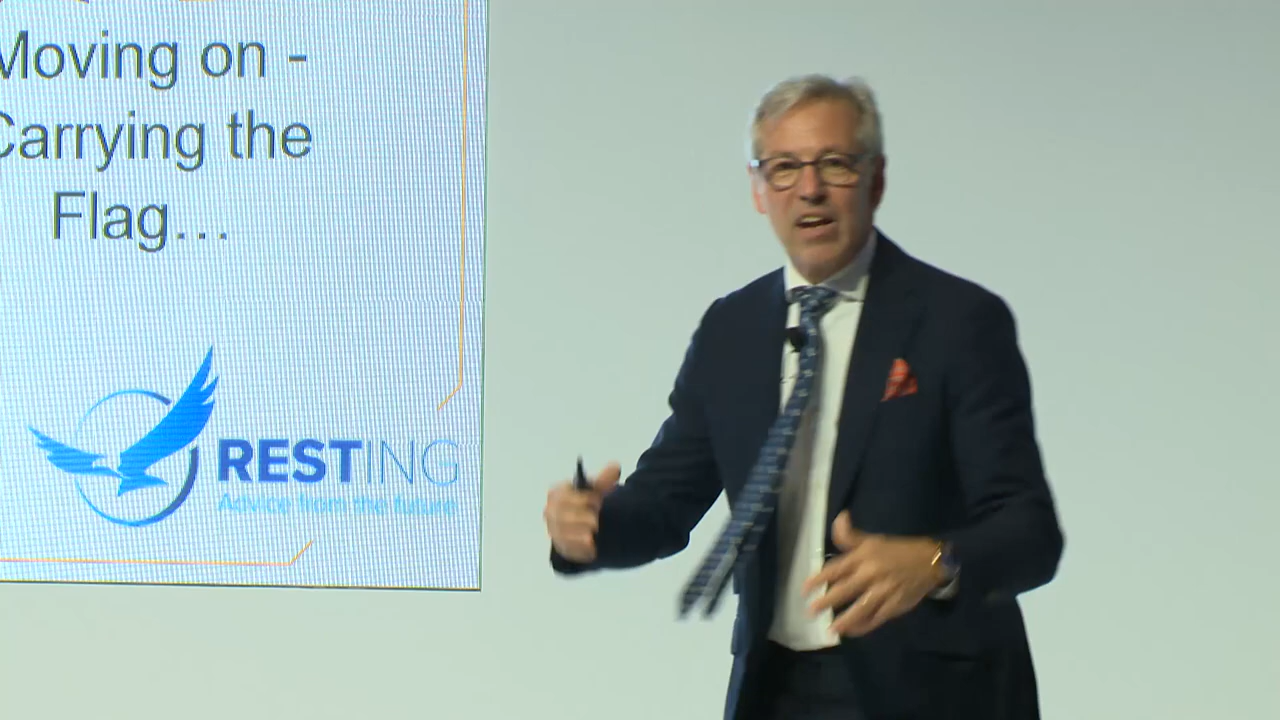 Moving on -
Carrying the
Flag...
RESTING
Advice from the future